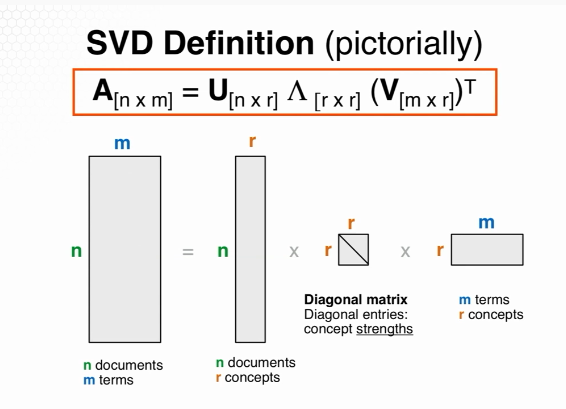 SVD Definition (pictorially)
A[n x m] = U[n x r] Λ [r x r] (V[m x r])T
m
r
n
=
n
x
r
r
x
r
m
Diagonal matrix
Diagonal entries:
concept strengths
m terms
r concepts
n documents
m terms
n documents
r concepts